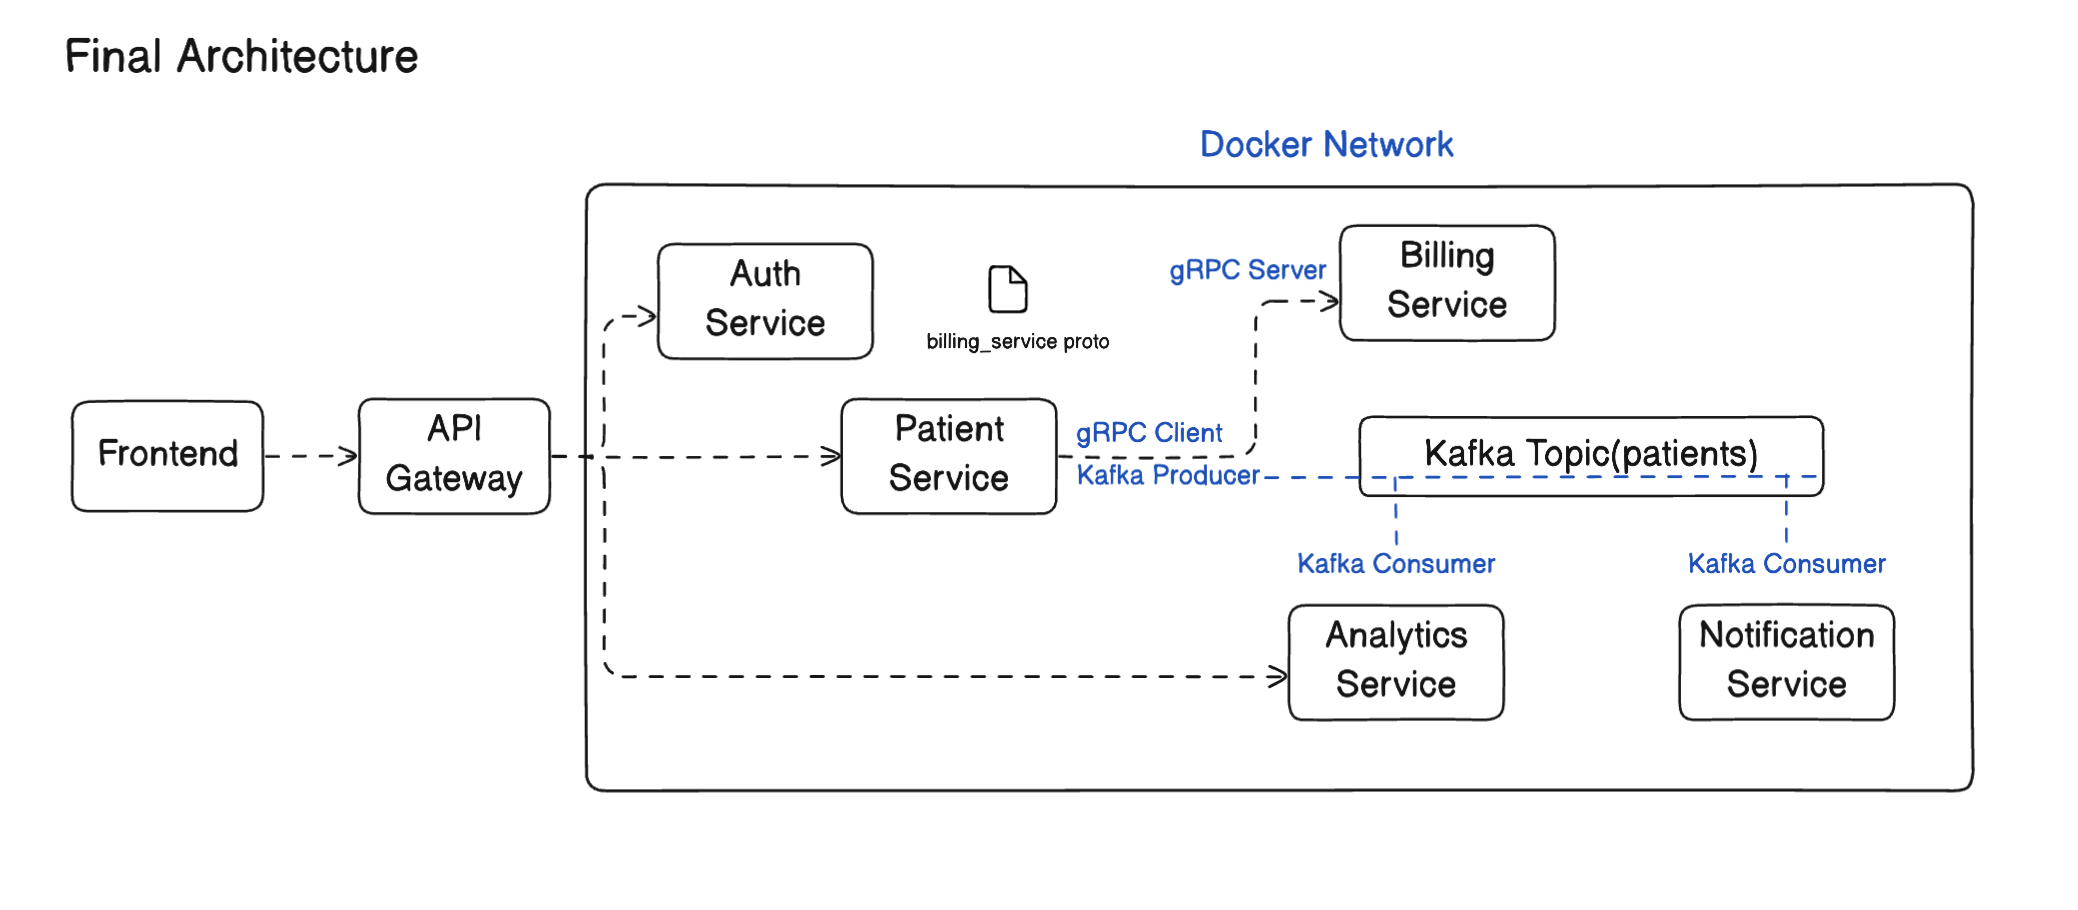 Final Architecture
Docker Network
Auth
Service
billing_service proto
gRPC Server
Billing
Service
Frontend
API
Gateway
Patient
Service
gRPC Client
Kafka Producer
Kafka Topic(patients)
Kafka Consumer
Kafka Consumer
Analytics
Service
Notification
Service